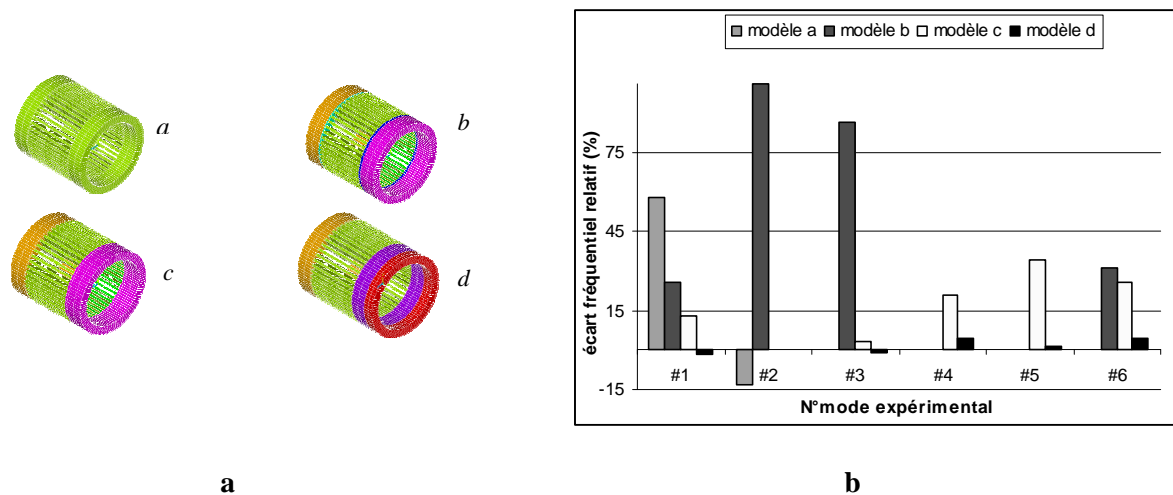 a
b
c
d
modèle a modèle b modèle c modèle d
écart fréquentiel relatif (%)
75
45
15
-15
#1 #2 #3 #4 #5 #6
N°mode expérimental
a
b